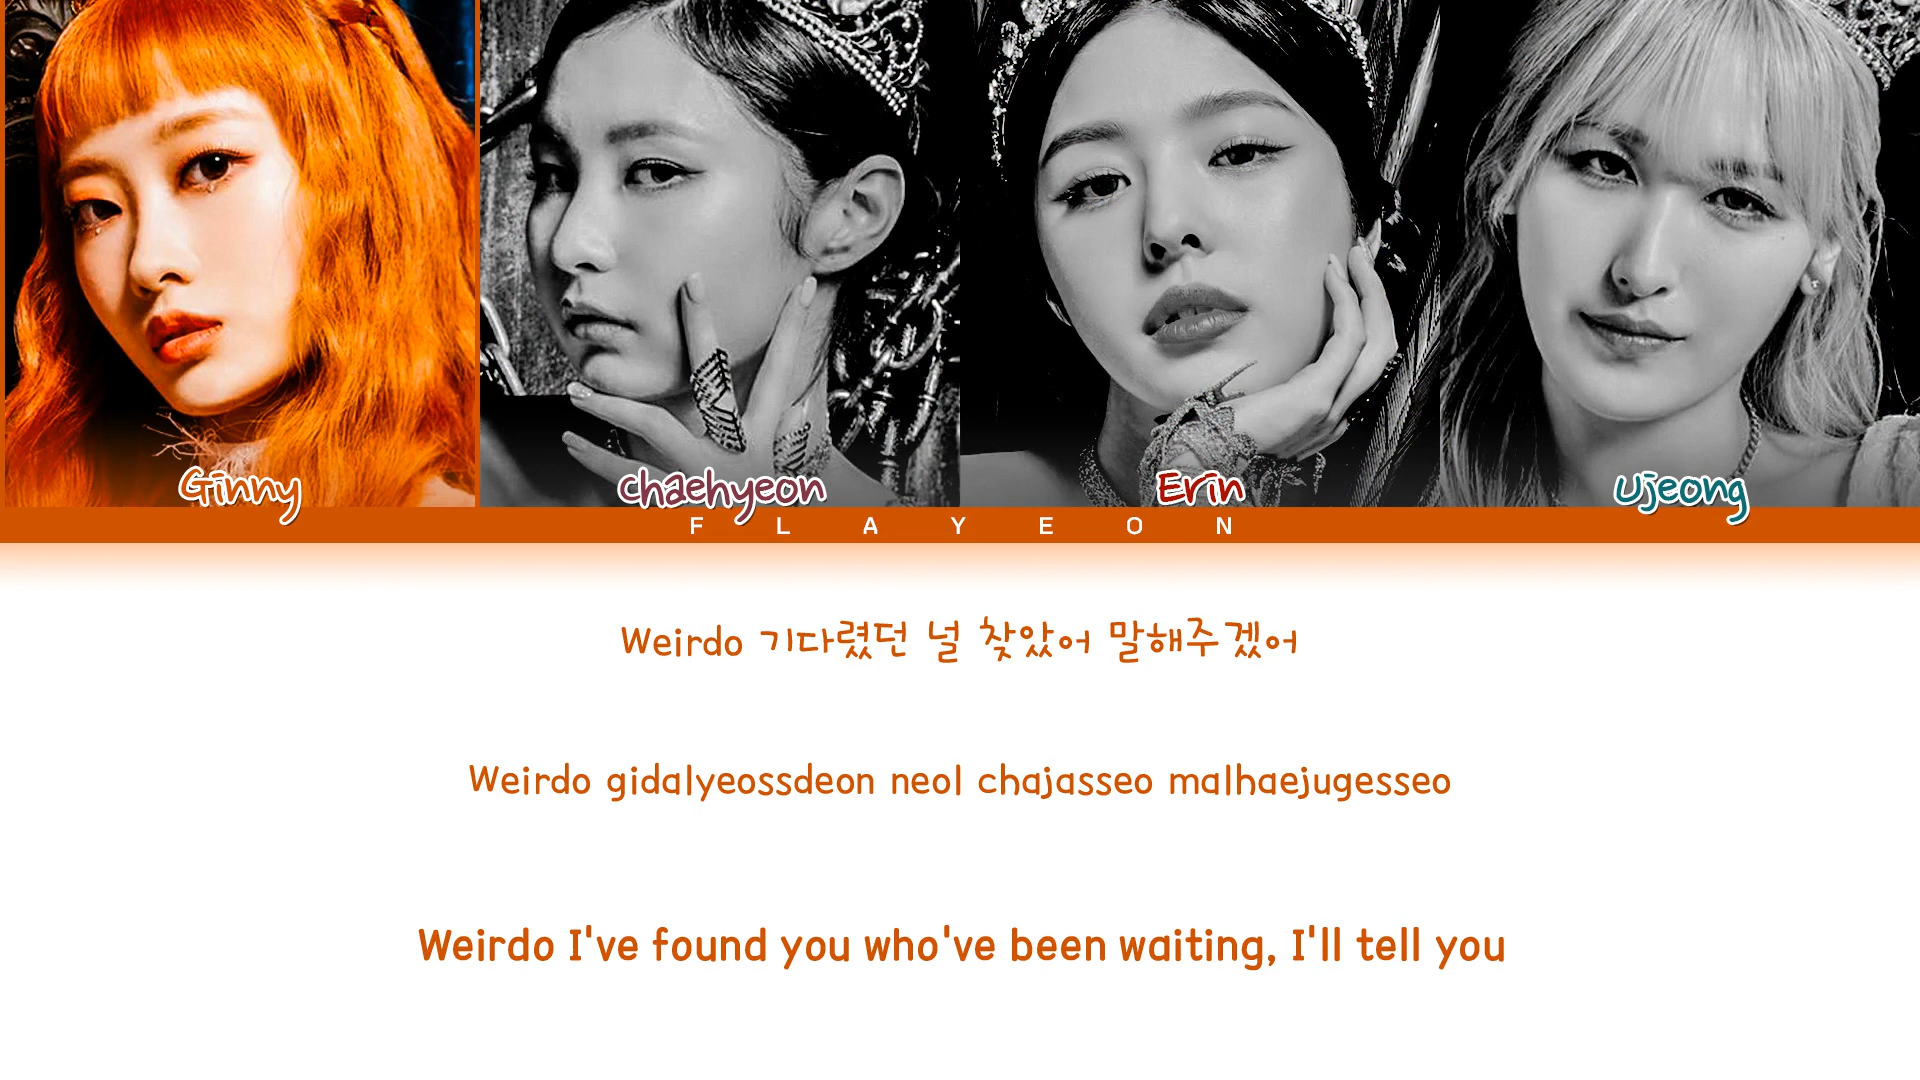 Ginny
Chaehyeon
Erin
Ujeong
FLAYEON
Weirdo 기다렸던 널 찾았어 말해주겠어
Weirdo gidalyeossdeon neol chajasseo malhaejugesseo
Weirdo I've found you who've been waiting, I'll tell you